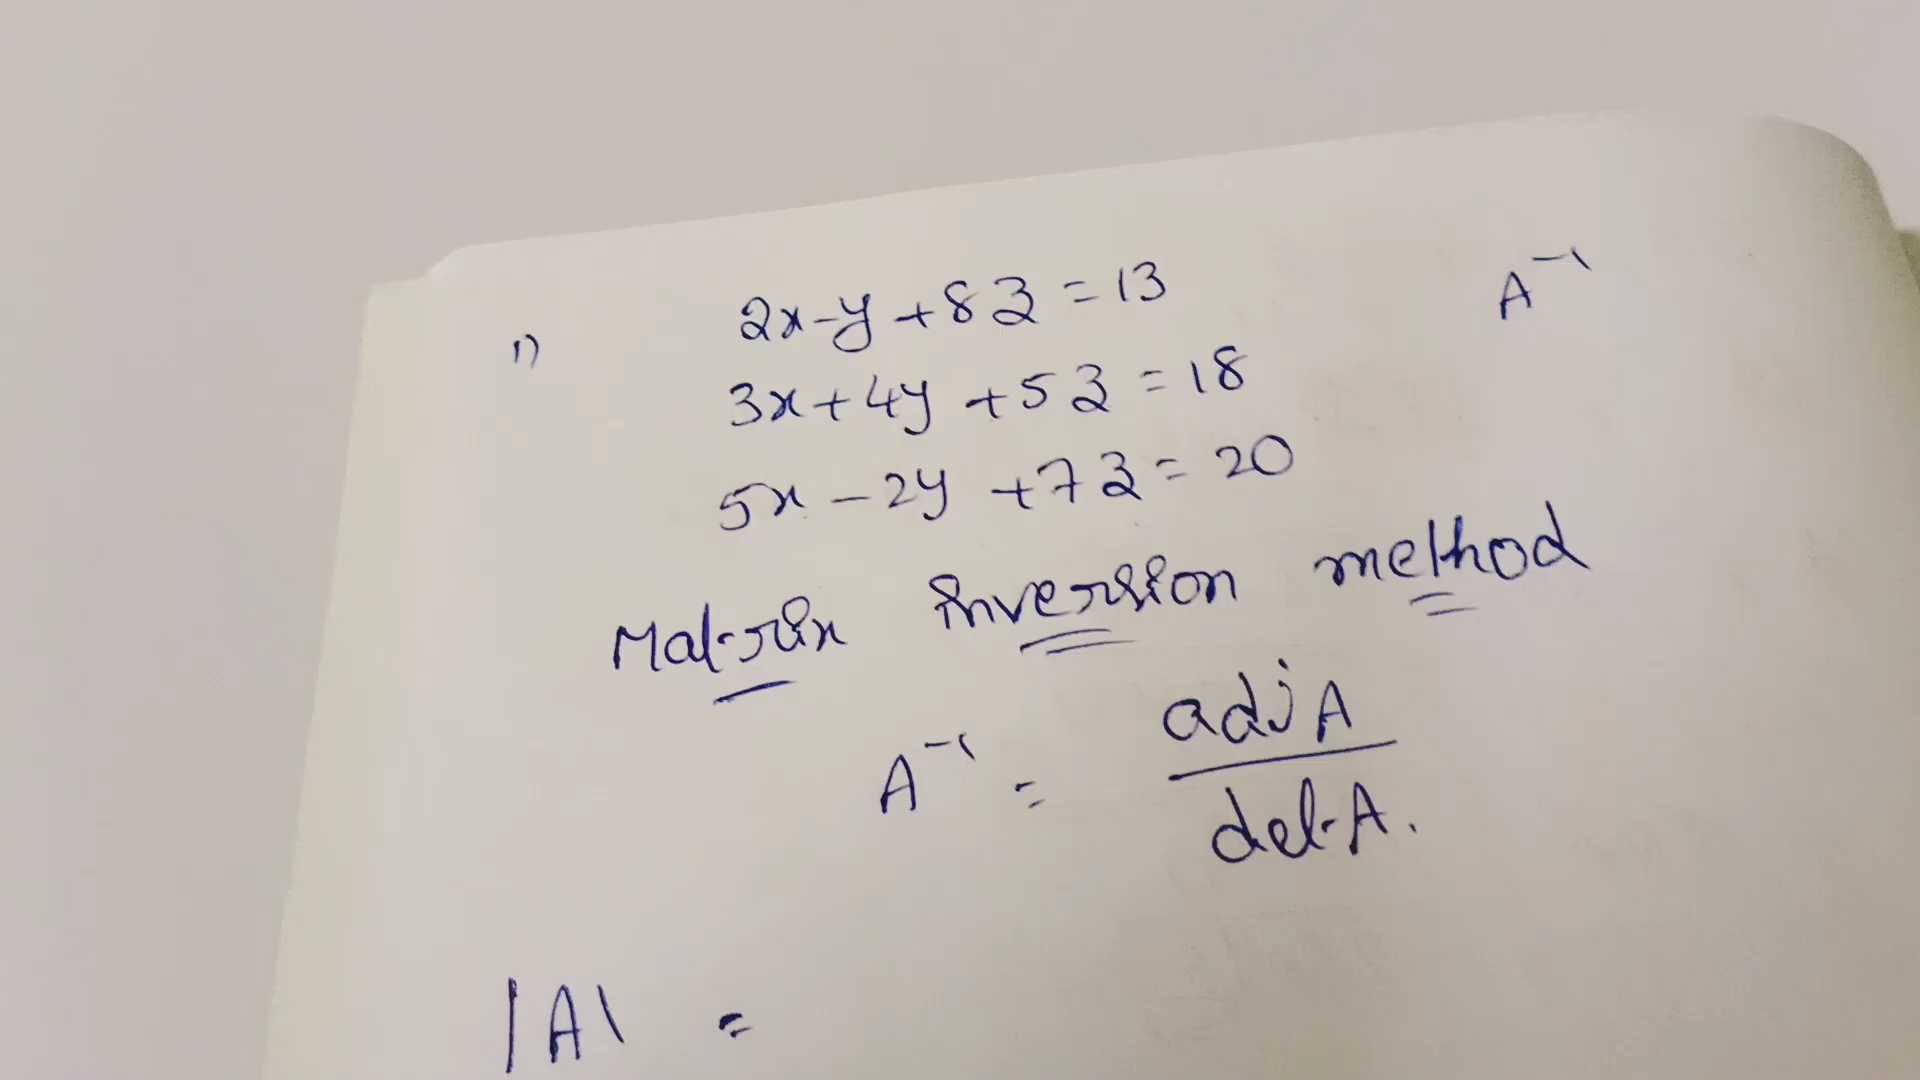 1) 2x-y+8z=13
A⁻¹
3x+4y+5z=18
5x-2y+7z=20
Matrix inversion method
A⁻¹ = adj A / det A.
|A| =